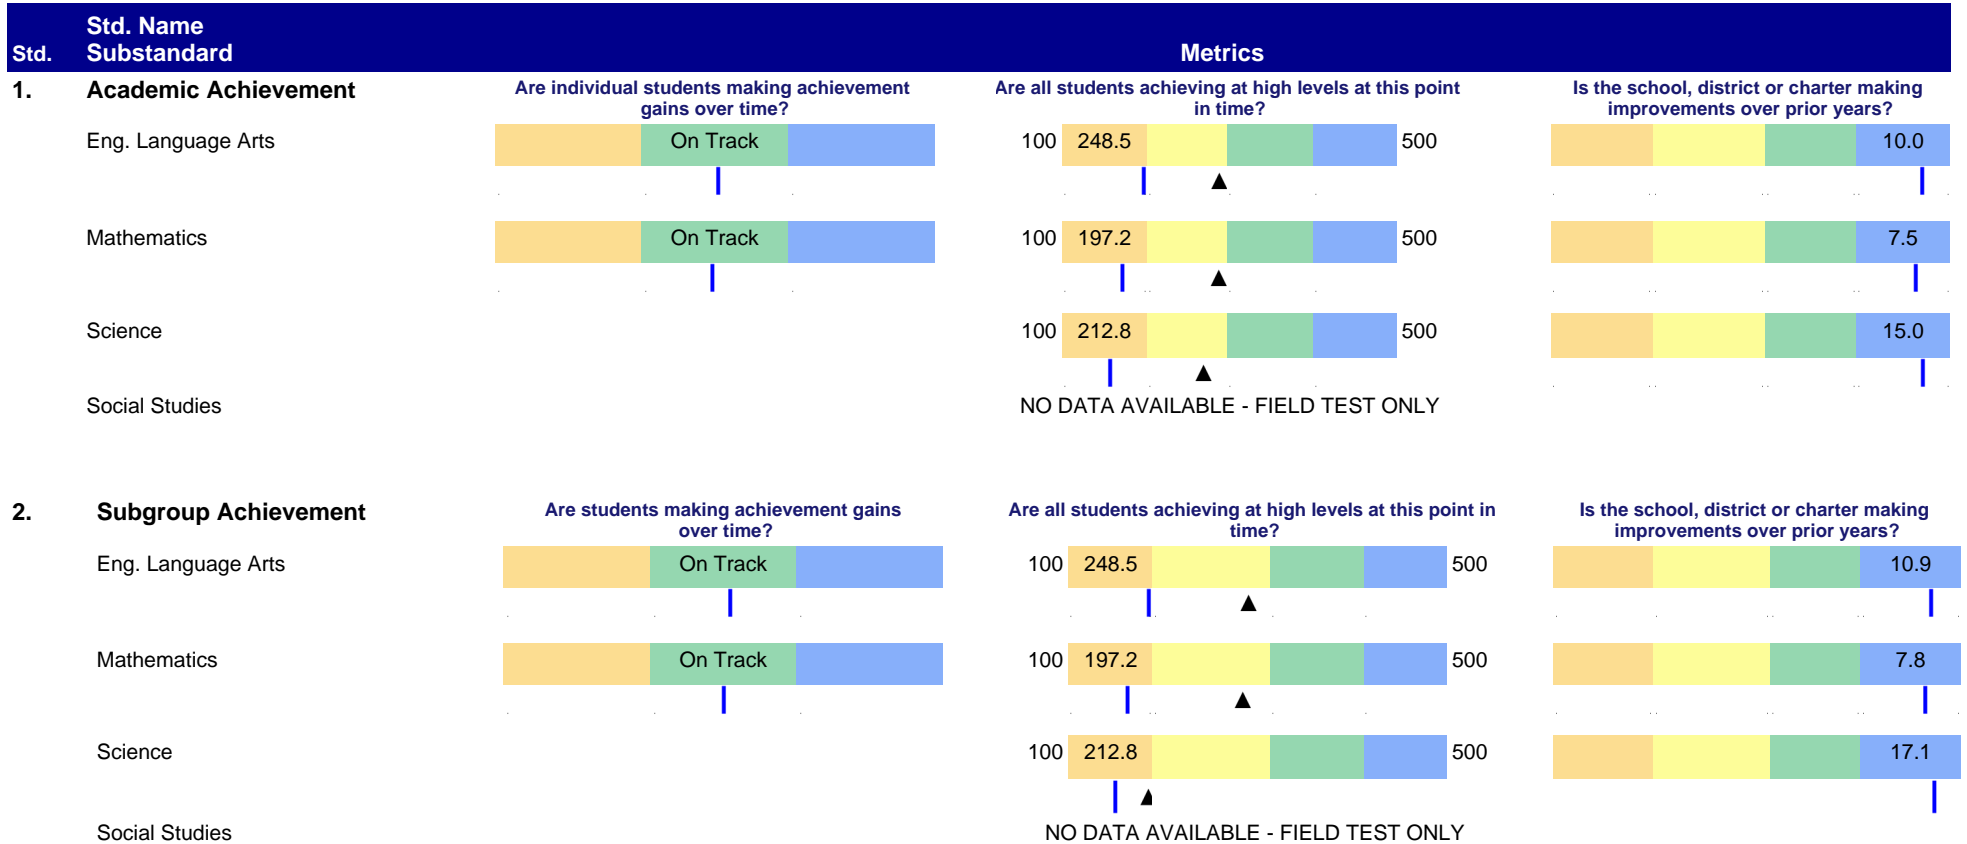 Std. Name
Std. Substandard Metrics
1. Academic Achievement Are individual students making achievement gains over time? Are all students achieving at high levels at this point in time? Is the school, district or charter making improvements over prior years?
Eng. Language Arts On Track 100 248.5 500 10.0
Mathematics On Track 100 197.2 500 7.5
Science 100 212.8 500 15.0
Social Studies NO DATA AVAILABLE - FIELD TEST ONLY
2. Subgroup Achievement Are students making achievement gains over time? Are all students achieving at high levels at this point in time? Is the school, district or charter making improvements over prior years?
Eng. Language Arts On Track 100 248.5 500 10.9
Mathematics On Track 100 197.2 500 7.8
Science 100 212.8 500 17.1
Social Studies NO DATA AVAILABLE - FIELD TEST ONLY